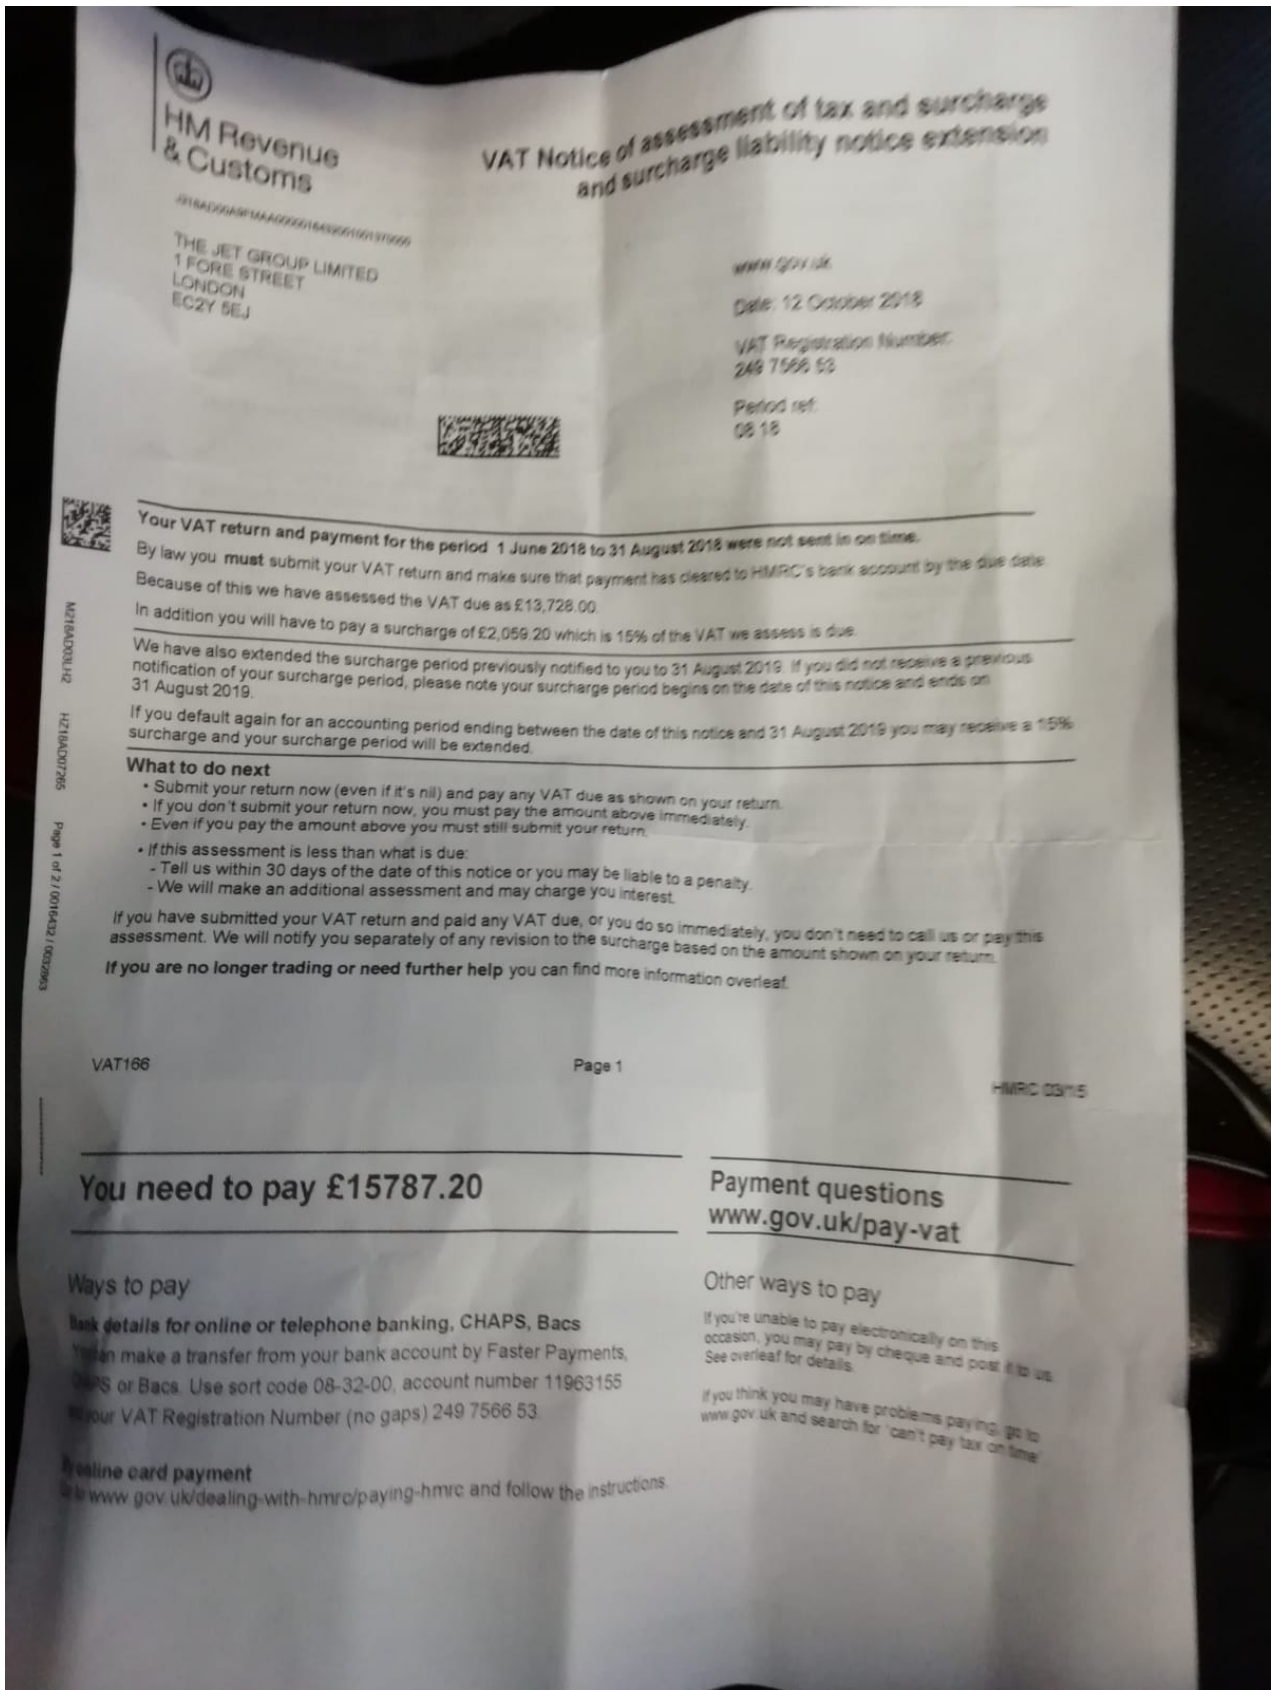 HM Revenue
& Customs
VAT Notice of assessment of tax and surcharge
and surcharge liability notice extension
THE JET GROUP LIMITED
1 FORE STREET
LONDON
EC2Y 5EJ
www.gov.uk
Date: 12 October 2018
VAT Registration Number:
249 7566 53
Period ref:
08 18
Your VAT return and payment for the period 1 June 2018 to 31 August 2018 were not sent in on time.
By law you must submit your VAT return and make sure that payment has cleared to HMRC's bank account by the due date.
Because of this we have assessed the VAT due as £13,728.00.
In addition you will have to pay a surcharge of £2,059.20 which is 15% of the VAT we assess is due.
We have also extended the surcharge period previously notified to you to 31 August 2019. If you did not receive a previous
notification of your surcharge period, please note your surcharge period begins on the date of this notice and ends on
31 August 2019.
If you default again for an accounting period ending between the date of this notice and 31 August 2019 you may receive a 15%
surcharge and your surcharge period will be extended.
What to do next
• Submit your return now (even if it's nil) and pay any VAT due as shown on your return.
• If you don't submit your return now, you must pay the amount above immediately.
• Even if you pay the amount above you must still submit your return.
• If this assessment is less than what is due:
- Tell us within 30 days of the date of this notice or you may be liable to a penalty.
- We will make an additional assessment and may charge you interest.
If you have submitted your VAT return and paid any VAT due, or you do so immediately, you don't need to call us or pay this
assessment. We will notify you separately of any revision to the surcharge based on the amount shown on your return.
If you are no longer trading or need further help you can find more information overleaf.
M218AD03LH2 HZ18AD07265 Page 1 of 2 / 0016432 / 0032863
VAT166
Page 1
HMRC 03/15
You need to pay £15787.20
Ways to pay
Bank details for online or telephone banking, CHAPS, Bacs
make a transfer from your bank account by Faster Payments,
or Bacs. Use sort code 08-32-00, account number 11963155
your VAT Registration Number (no gaps) 249 7566 53.
online card payment
www.gov.uk/dealing-with-hmrc/paying-hmrc and follow the instructions.
Payment questions
www.gov.uk/pay-vat
Other ways to pay
If you're unable to pay electronically on this
occasion, you may pay by cheque and post it to us.
See overleaf for details.
If you think you may have problems paying, go to
www.gov.uk and search for 'can't pay tax on time'